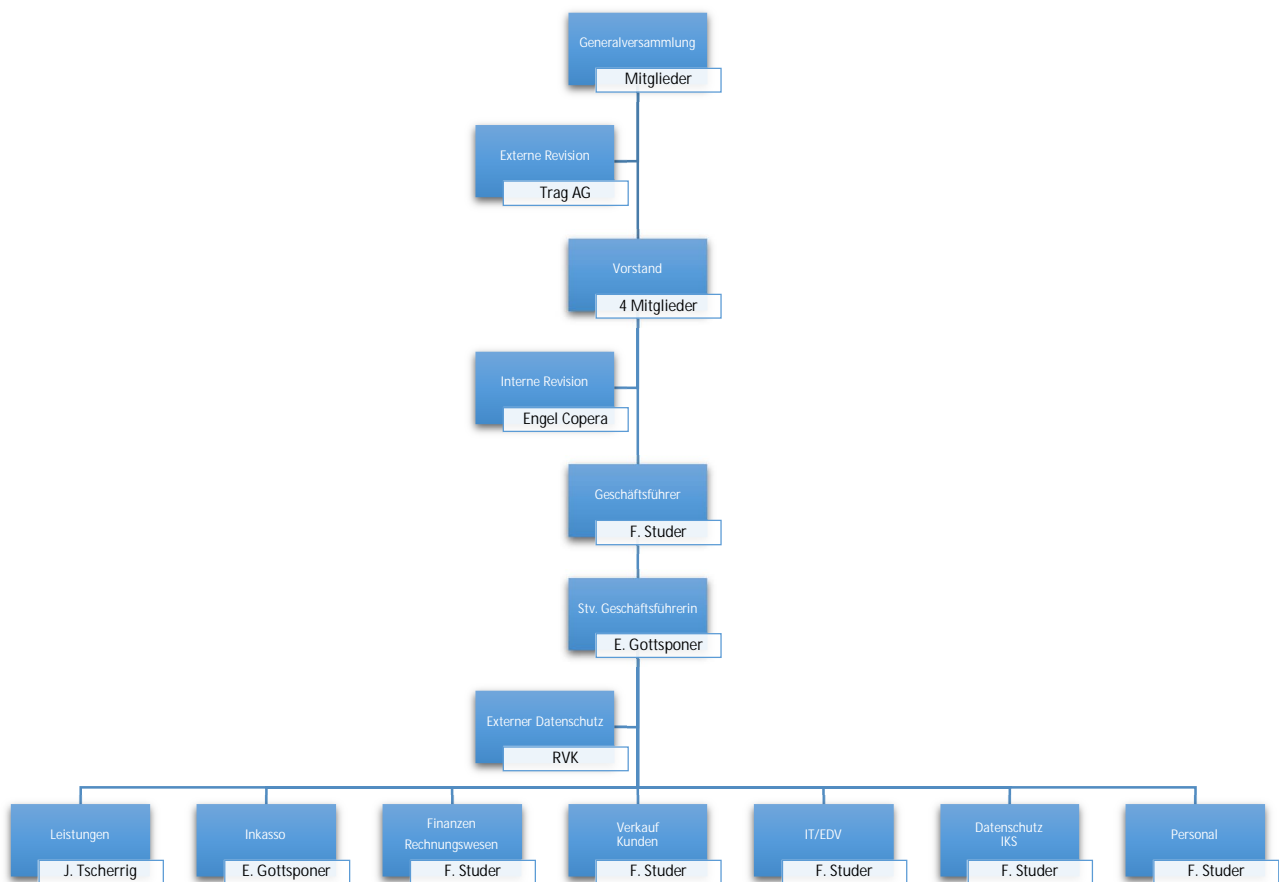 Generalversammlung
Mitglieder
Externe Revision
Trag AG
Vorstand
4 Mitglieder
Interne Revision
Engel Copera
Geschäftsführer
F. Studer
Stv. Geschäftsführerin
E. Gottsponer
Externer Datenschutz
RVK
Leistungen
J. Tscherrig
Inkasso
E. Gottsponer
Finanzen
Rechnungswesen
F. Studer
Verkauf
Kunden
F. Studer
IT/EDV
F. Studer
Datenschutz
IKS
F. Studer
Personal
F. Studer